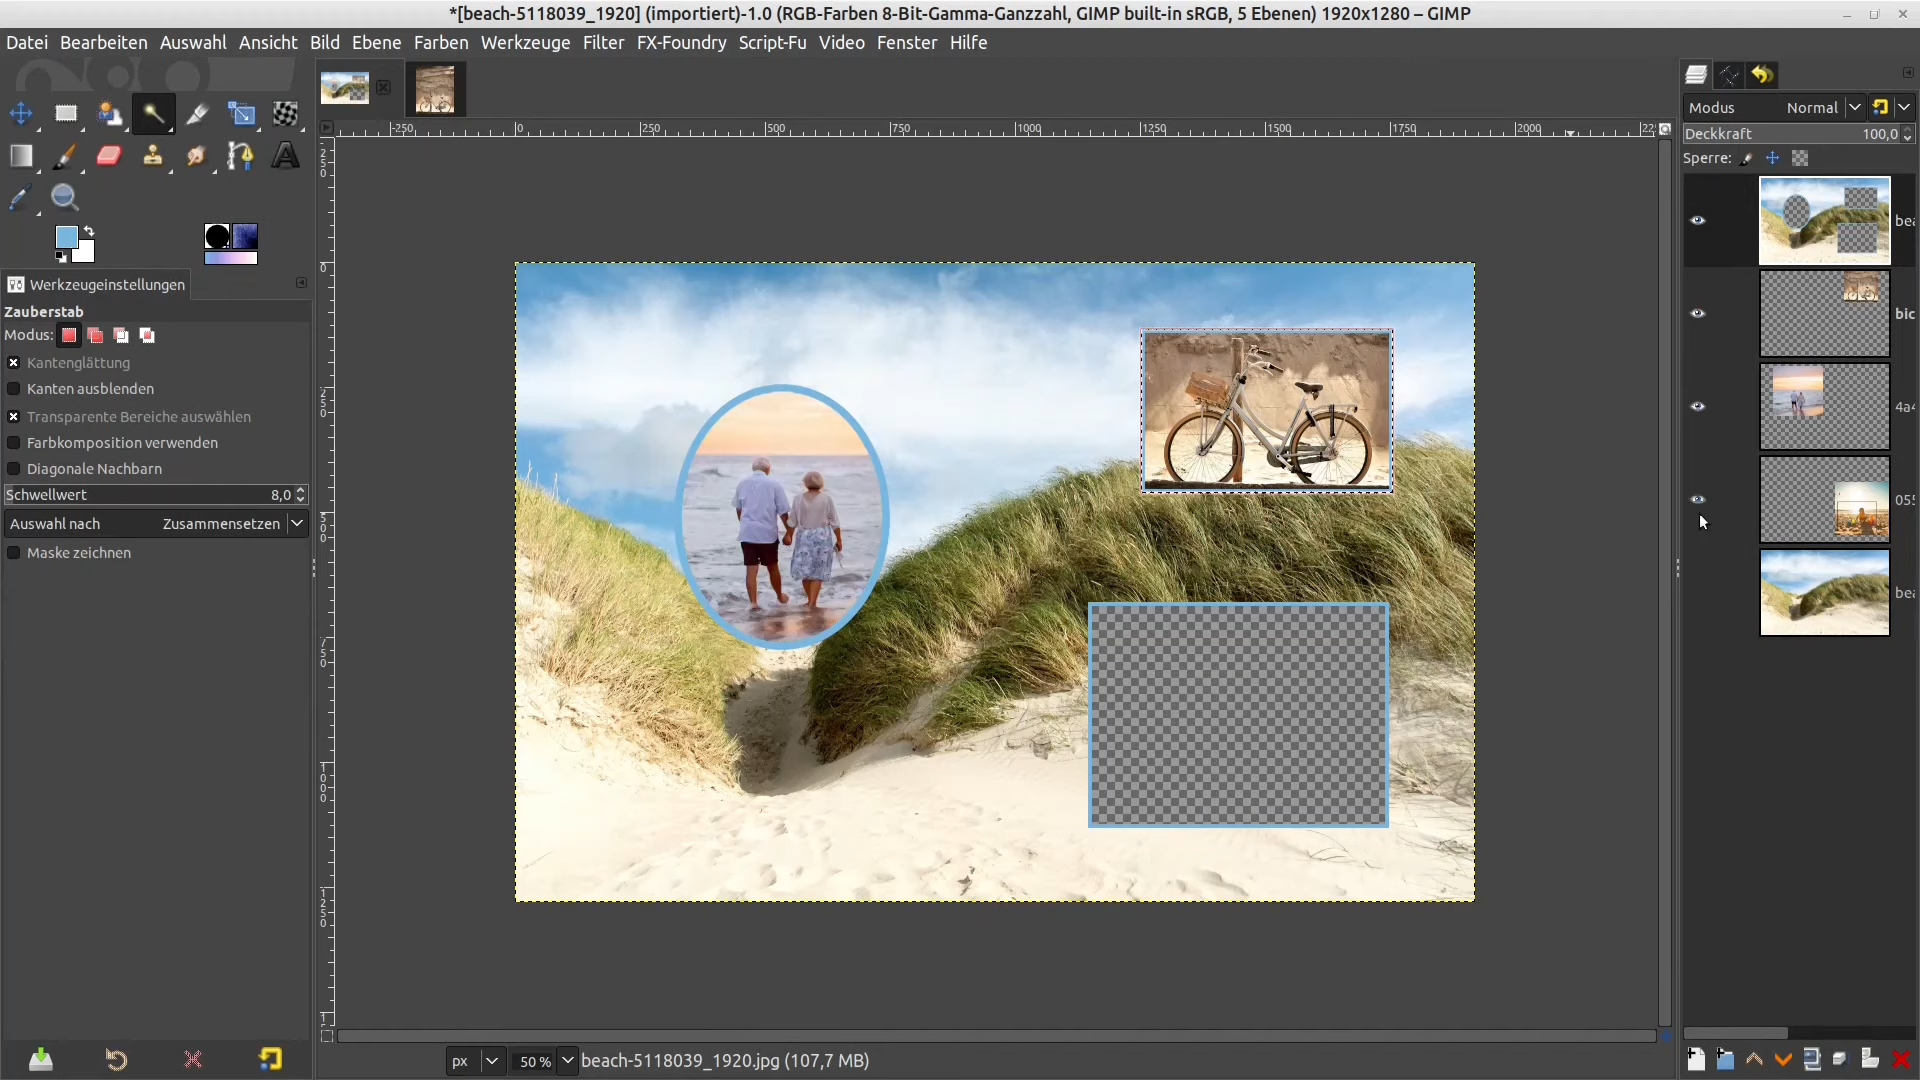 *[beach-5118039_1920] (importiert)-1.0 (RGB-Farben 8-Bit-Gamma-Ganzzahl, GIMP built-in sRGB, 5 Ebenen) 1920x1280 – GIMP
Datei Bearbeiten Auswahl Ansicht Bild Ebene Farben Werkzeuge Filter FX-Foundry Script-Fu Video Fenster Hilfe
-250 0 250 500 750 1000 1250 1500 1750 2000
Modus Normal
Deckkraft 100,0
Sperre:
Werkzeugeinstellungen
Zauberstab
Modus:
Kantenglättung
Kanten ausblenden
Transparente Bereiche auswählen
Farbkomposition verwenden
Diagonale Nachbarn
Schwellwert 8,0
Auswahl nach Zusammensetzen
Maske zeichnen
bea
bic
4a4
055
bea
px 50 % beach-5118039_1920.jpg (107,7 MB)